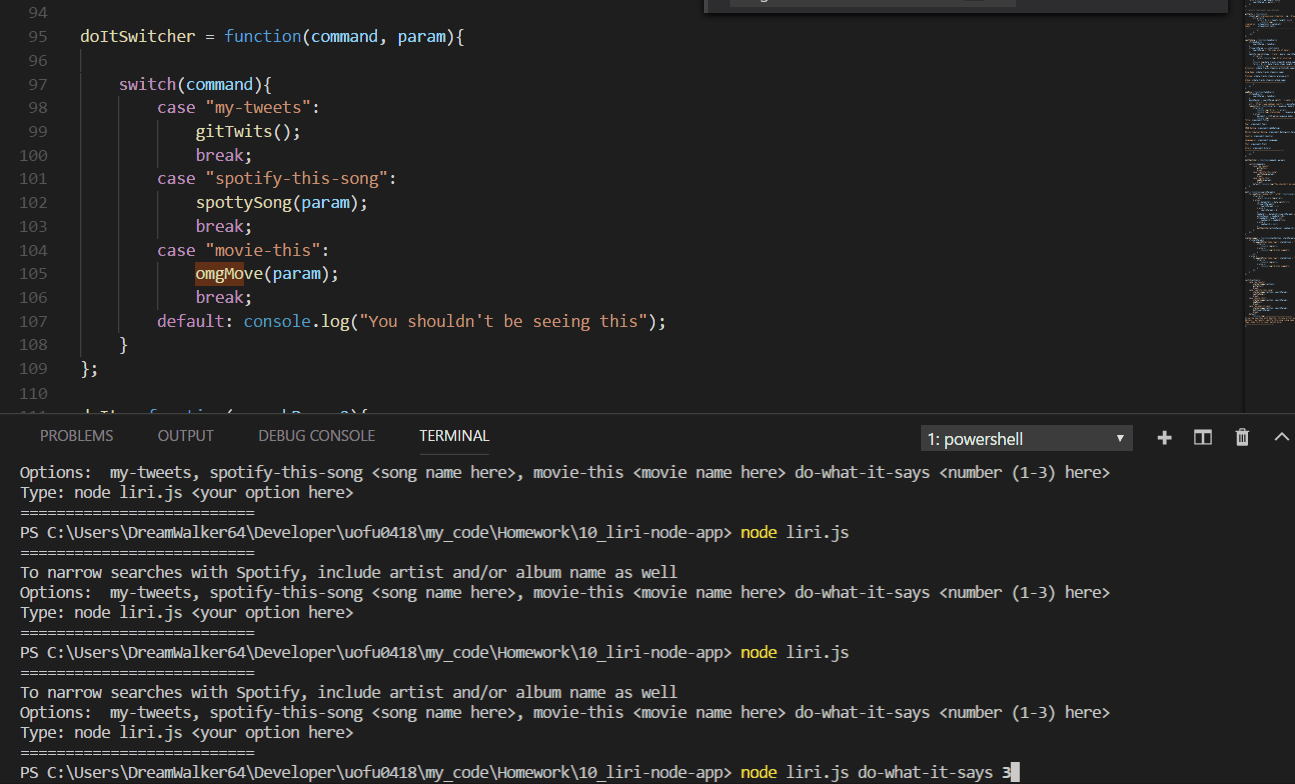 94
95 doItSwitcher = function(command, param){
96
97 switch(command){
98 case "my-tweets":
99 gitTwits();
100 break;
101 case "spotify-this-song":
102 spottySong(param);
103 break;
104 case "movie-this":
105 omgMove(param);
106 break;
107 default: console.log("You shouldn't be seeing this");
108 }
109 };
110
PROBLEMS OUTPUT DEBUG CONSOLE TERMINAL 1: powershell
Options:  my-tweets, spotify-this-song <song name here>, movie-this <movie name here> do-what-it-says <number (1-3) here>
Type: node liri.js <your option here>
==========================
PS C:\Users\DreamWalker64\Developer\uofu0418\my_code\Homework\10_liri-node-app> node liri.js
==========================
To narrow searches with Spotify, include artist and/or album name as well
Options:  my-tweets, spotify-this-song <song name here>, movie-this <movie name here> do-what-it-says <number (1-3) here>
Type: node liri.js <your option here>
==========================
PS C:\Users\DreamWalker64\Developer\uofu0418\my_code\Homework\10_liri-node-app> node liri.js
==========================
To narrow searches with Spotify, include artist and/or album name as well
Options:  my-tweets, spotify-this-song <song name here>, movie-this <movie name here> do-what-it-says <number (1-3) here>
Type: node liri.js <your option here>
==========================
PS C:\Users\DreamWalker64\Developer\uofu0418\my_code\Homework\10_liri-node-app> node liri.js do-what-it-says 3